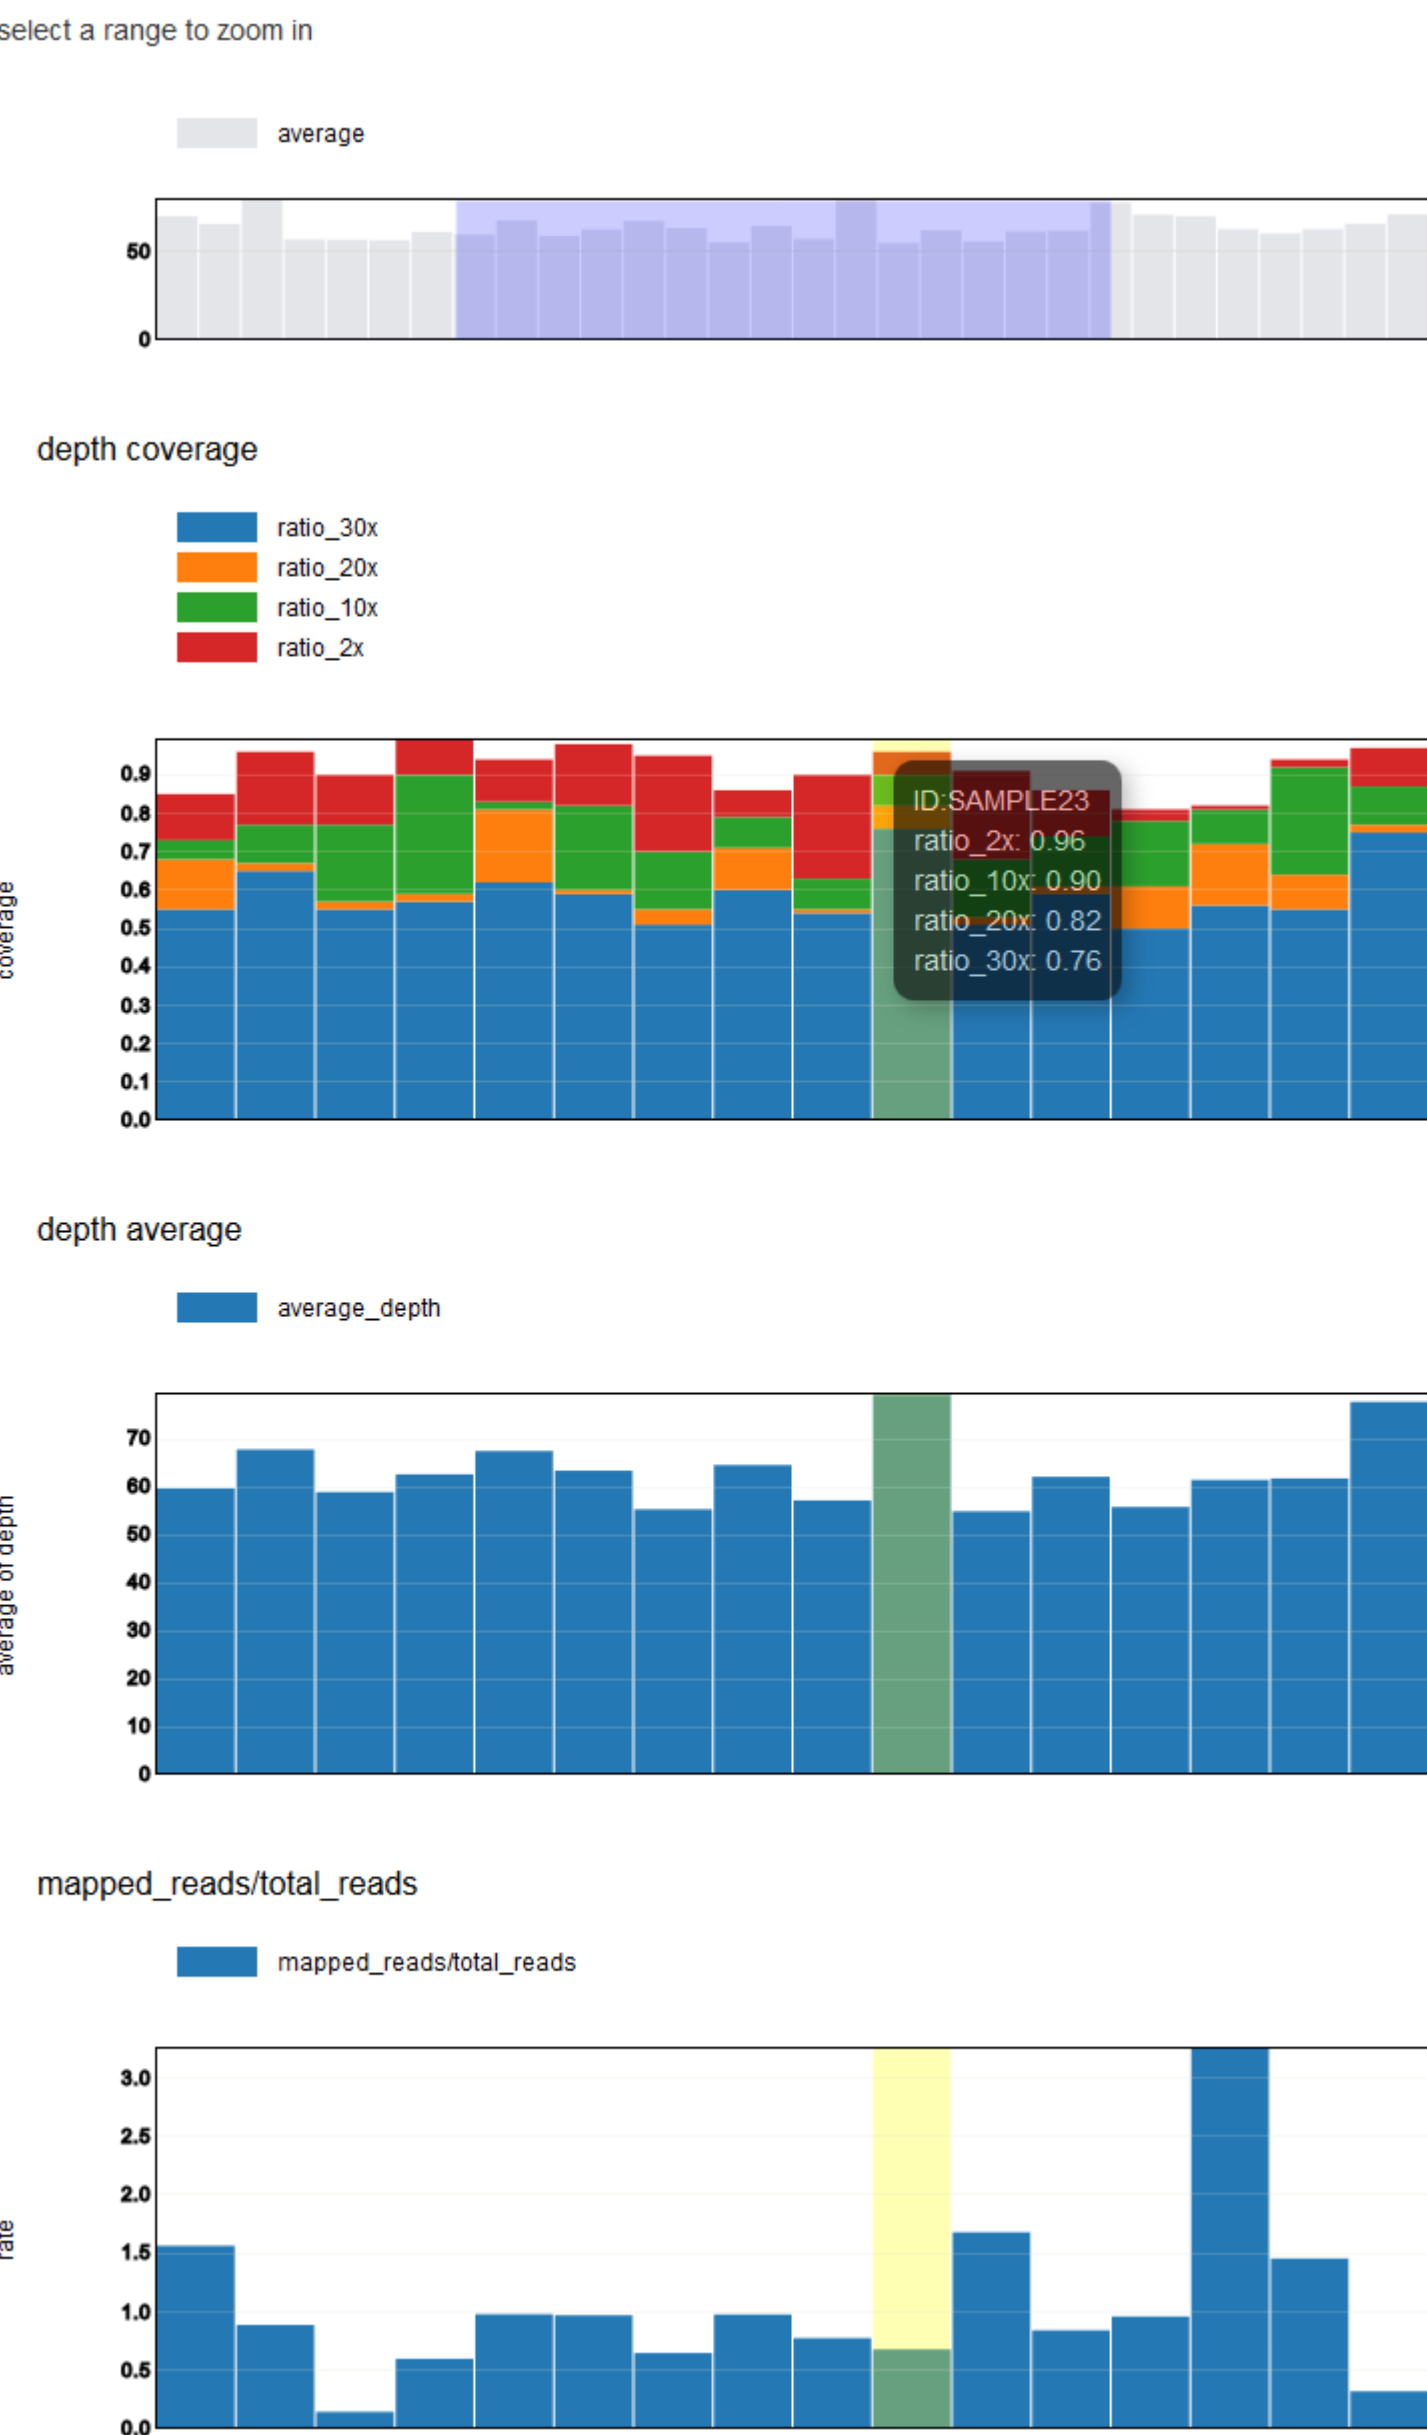 select a range to zoom in
average
50
0
depth coverage
ratio_30x
ratio_20x
ratio_10x
ratio_2x
0.9
0.8
0.7
0.6
0.5
0.4
0.3
0.2
0.1
0.0
coverage
ID:SAMPLE23
ratio_2x: 0.96
ratio_10x: 0.90
ratio_20x: 0.82
ratio_30x: 0.76
depth average
average_depth
70
60
50
40
30
20
10
0
average of depth
mapped_reads/total_reads
mapped_reads/total_reads
3.0
2.5
2.0
1.5
1.0
0.5
0.0
rate